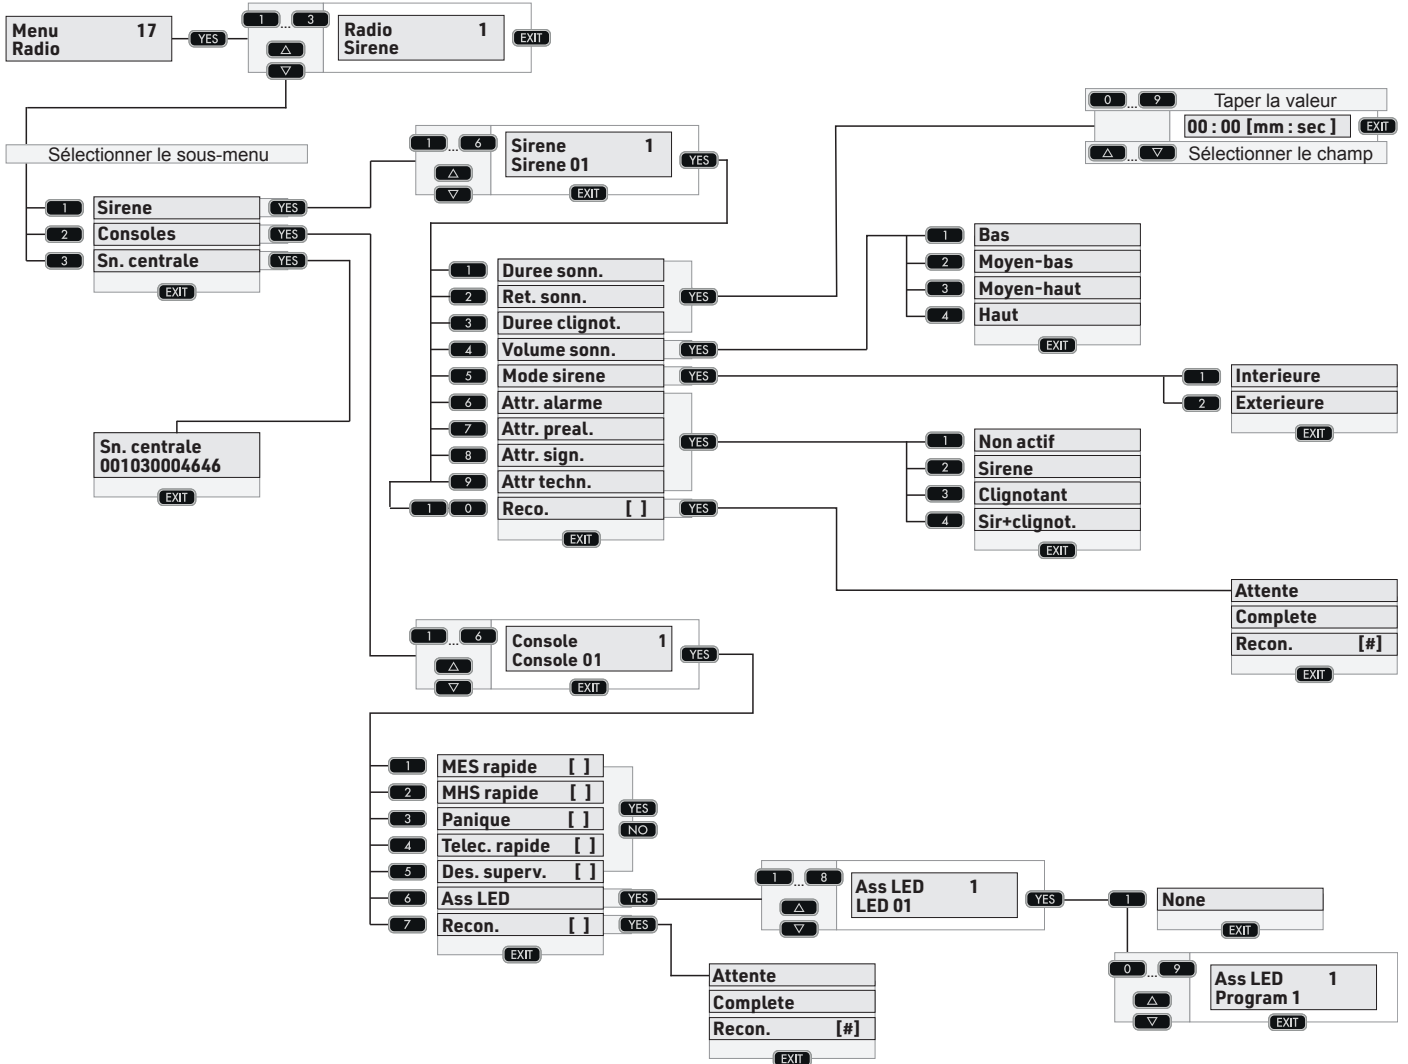 Menu 17
Radio
YES
1 ... 3
Radio 1
Sirene
EXIT
Sélectionner le sous-menu
1 Sirene YES
2 Consoles YES
3 Sn. centrale YES
EXIT
Sn. centrale
001030004646
EXIT
1 ... 6
Sirene 1
Sirene 01
YES
EXIT
1 Duree sonn.
2 Ret. sonn. YES
3 Duree clignot.
4 Volume sonn. YES
5 Mode sirene YES
6 Attr. alarme
7 Attr. preal. YES
8 Attr. sign.
9 Attr techn.
1 0 Reco. [ ] YES
EXIT
0 ... 9 Taper la valeur
00 : 00 [mm : sec ] EXIT
... Sélectionner le champ
1 Bas
2 Moyen-bas
3 Moyen-haut
4 Haut
EXIT
1 Interieure
2 Exterieure
EXIT
1 Non actif
2 Sirene
3 Clignotant
4 Sir+clignot.
EXIT
Attente
Complete
Recon. [#]
EXIT
1 ... 6
Console 1
Console 01
YES
EXIT
1 MES rapide [ ]
2 MHS rapide [ ]
3 Panique [ ]
4 Telec. rapide [ ]
5 Des. superv. [ ]
YES
NO
6 Ass LED YES
7 Recon. [ ] YES
EXIT
1 ... 8
Ass LED 1
LED 01
YES
1 None
EXIT
0 ... 9
Ass LED 1
Program 1
EXIT
Attente
Complete
Recon. [#]
EXIT